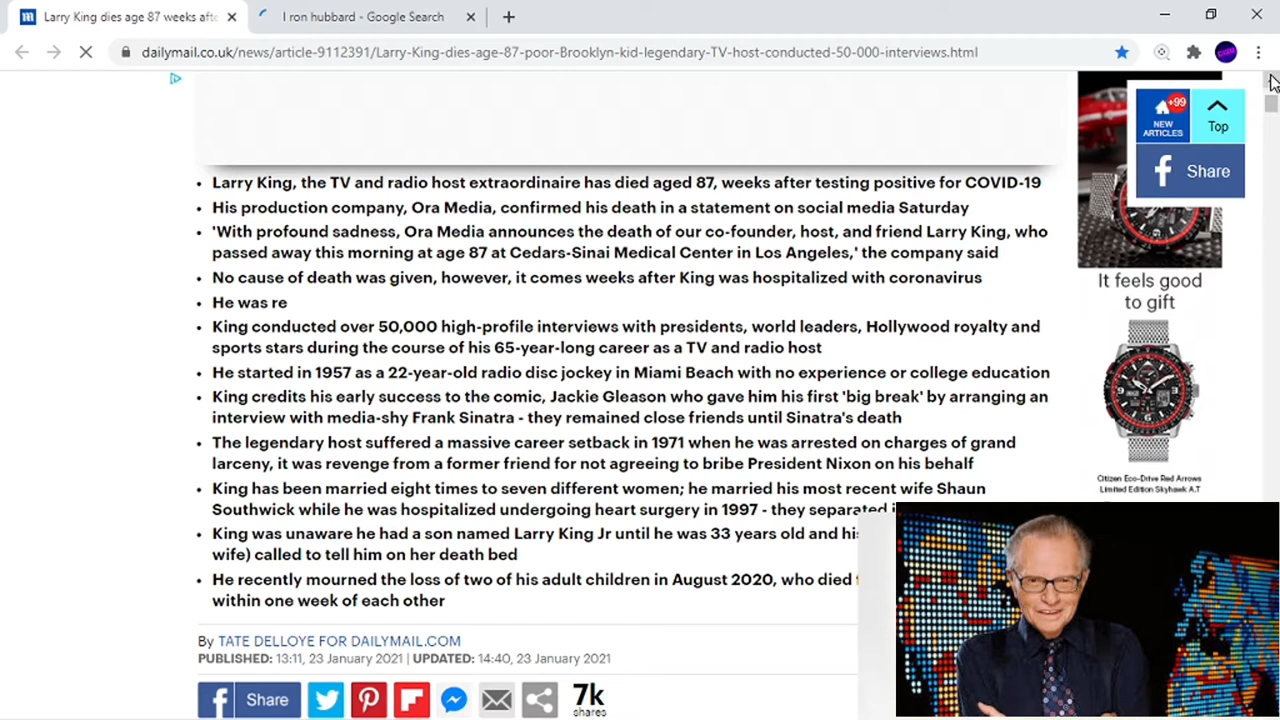 Larry King dies age 87 weeks afte
I ron hubbard - Google Search
dailymail.co.uk/news/article-9112391/Larry-King-dies-age-87-poor-Brooklyn-kid-legendary-TV-host-conducted-50-000-interviews.html
+99
NEW
ARTICLES
Top
Share
• Larry King, the TV and radio host extraordinaire has died aged 87, weeks after testing positive for COVID-19
• His production company, Ora Media, confirmed his death in a statement on social media Saturday
• 'With profound sadness, Ora Media announces the death of our co-founder, host, and friend Larry King, who
passed away this morning at age 87 at Cedars-Sinai Medical Center in Los Angeles,' the company said
• No cause of death was given, however, it comes weeks after King was hospitalized with coronavirus
• He was re
• King conducted over 50,000 high-profile interviews with presidents, world leaders, Hollywood royalty and
sports stars during the course of his 65-year-long career as a TV and radio host
• He started in 1957 as a 22-year-old radio disc jockey in Miami Beach with no experience or college education
• King credits his early success to the comic, Jackie Gleason who gave him his first 'big break' by arranging an
interview with media-shy Frank Sinatra - they remained close friends until Sinatra's death
• The legendary host suffered a massive career setback in 1971 when he was arrested on charges of grand
larceny, it was revenge from a former friend for not agreeing to bribe President Nixon on his behalf
• King has been married eight times to seven different women; he married his most recent wife Shaun
Southwick while he was hospitalized undergoing heart surgery in 1997 - they separated
• King was unaware he had a son named Larry King Jr until he was 33 years old and his
wife) called to tell him on her death bed
• He recently mourned the loss of two of his adult children in August 2020, who died
within one week of each other
By TATE DELLOYE FOR DAILYMAIL.COM
PUBLISHED: 13:11, 23 January 2021 | UPDATED: 14:40, 23 January 2021
Share
7k
shares
It feels good
to gift
Citizen Eco-Drive Red Arrows
Limited Edition Skyhawk A.T